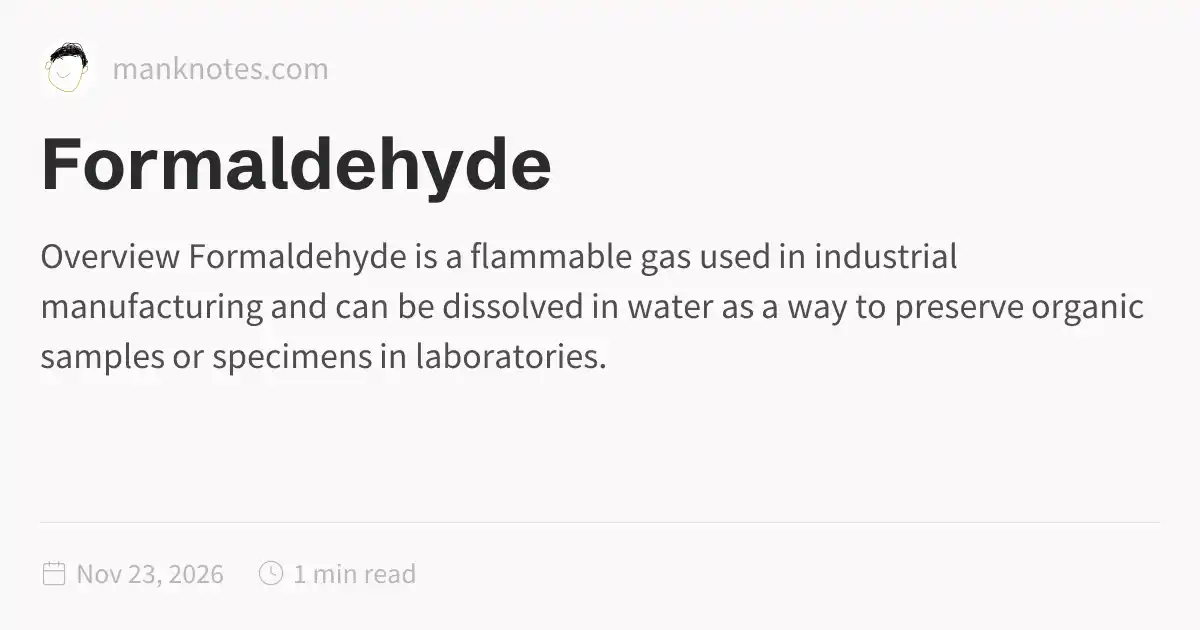 manknotes.com
Formaldehyde
Overview Formaldehyde is a flammable gas used in industrial
manufacturing and can be dissolved in water as a way to preserve organic
samples or specimens in laboratories.
Nov 23, 2026 1 min read